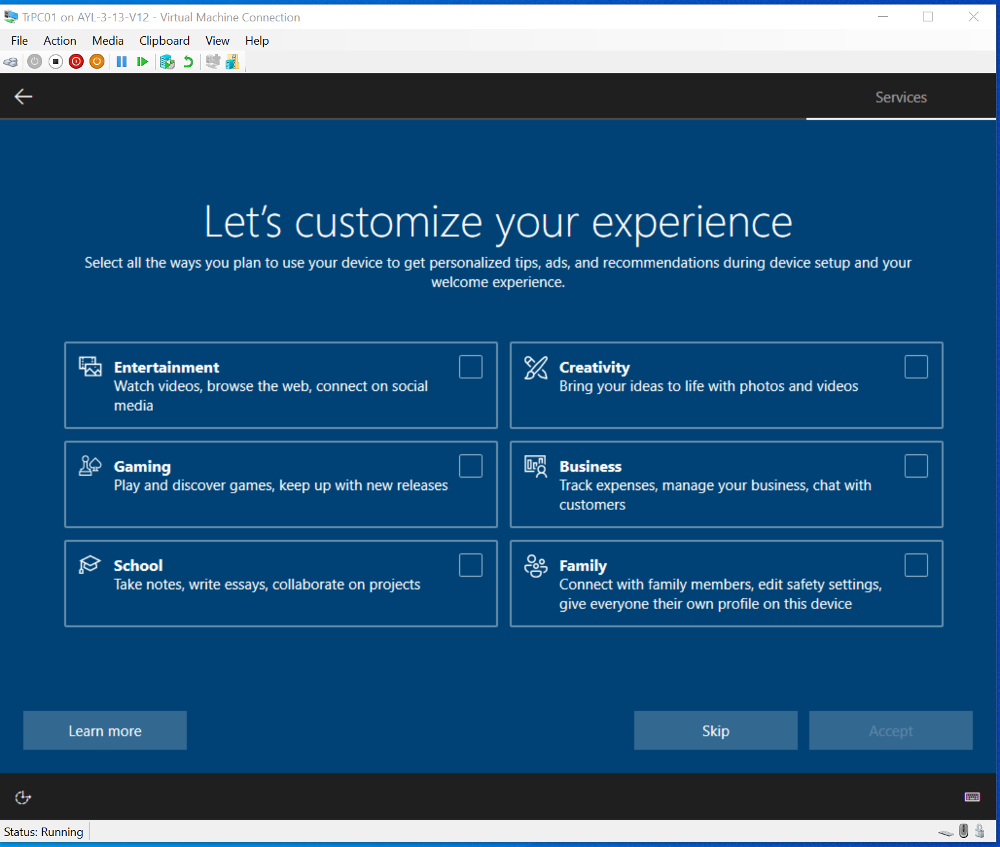 TrPC01 on AYL-3-13-V12 - Virtual Machine Connection
File Action Media Clipboard View Help
Services
Let's customize your experience
Select all the ways you plan to use your device to get personalized tips, ads, and recommendations during device setup and your
welcome experience.
Entertainment
Watch videos, browse the web, connect on social
media
Creativity
Bring your ideas to life with photos and videos
Gaming
Play and discover games, keep up with new releases
Business
Track expenses, manage your business, chat with
customers
School
Take notes, write essays, collaborate on projects
Family
Connect with family members, edit safety settings,
give everyone their own profile on this device
Learn more
Skip
Accept
Status: Running